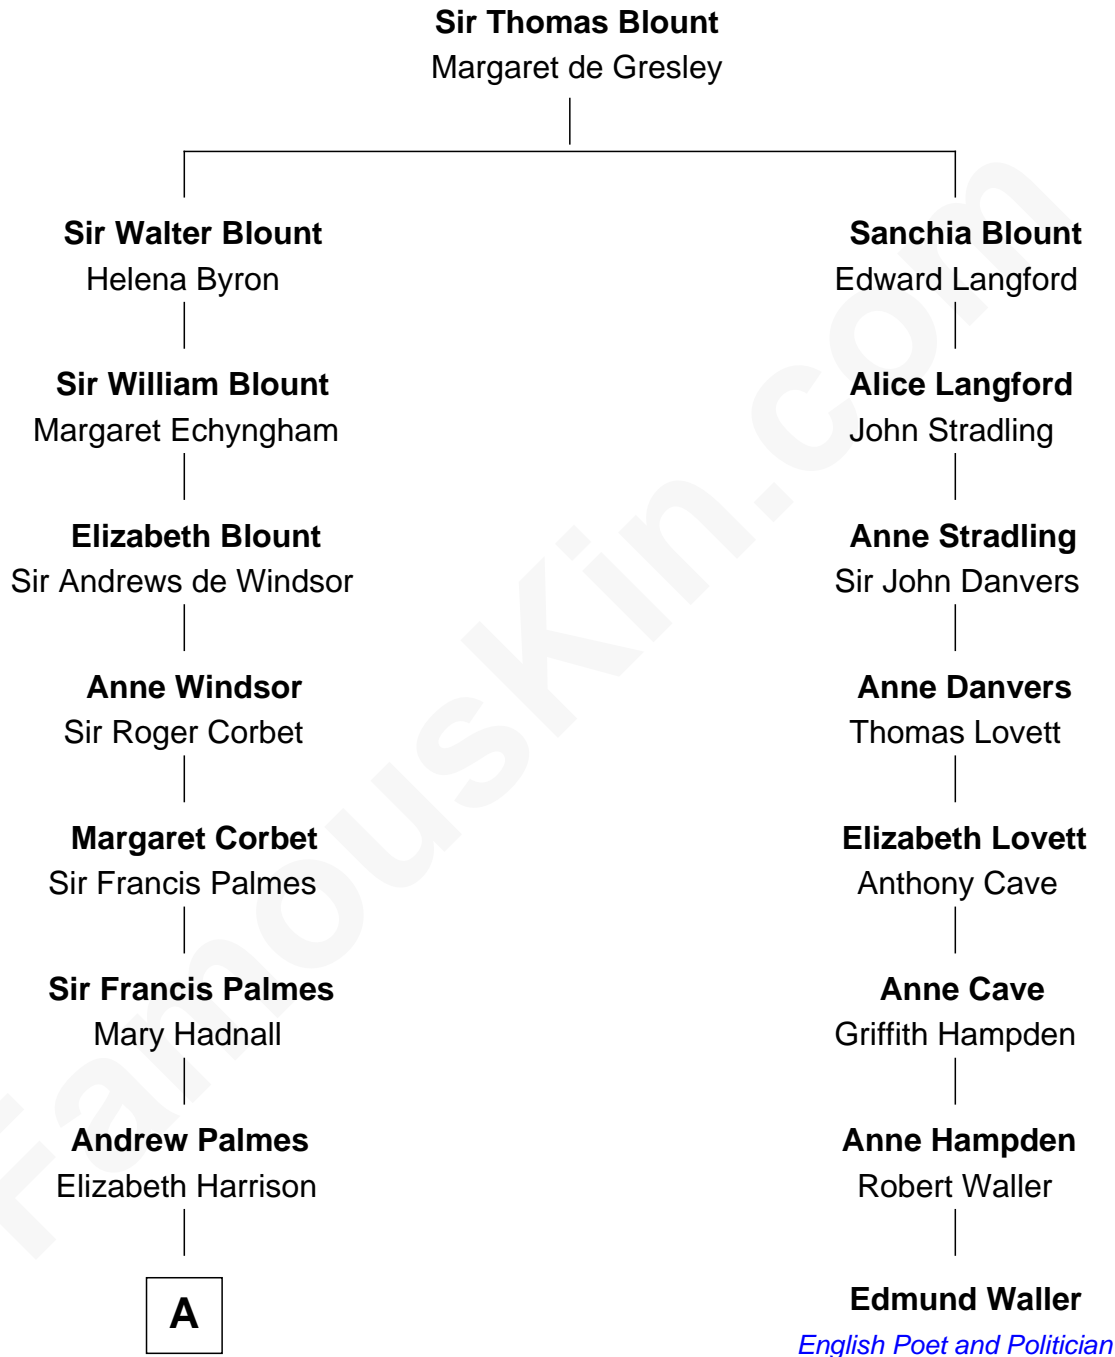 Sir Thomas Blount
Margaret de Gresley
Sir Walter Blount
Helena Byron
Sir William Blount
Margaret Echyngham
Elizabeth Blount
Sir Andrews de Windsor
Anne Windsor
Sir Roger Corbet
Margaret Corbet
Sir Francis Palmes
Sir Francis Palmes
Mary Hadnall
Andrew Palmes
Elizabeth Harrison
A
Sanchia Blount
Edward Langford
Alice Langford
John Stradling
Anne Stradling
Sir John Danvers
Anne Danvers
Thomas Lovett
Elizabeth Lovett
Anthony Cave
Anne Cave
Griffith Hampden
Anne Hampden
Robert Waller
Edmund Waller
English Poet and Politician
FamousKin.com